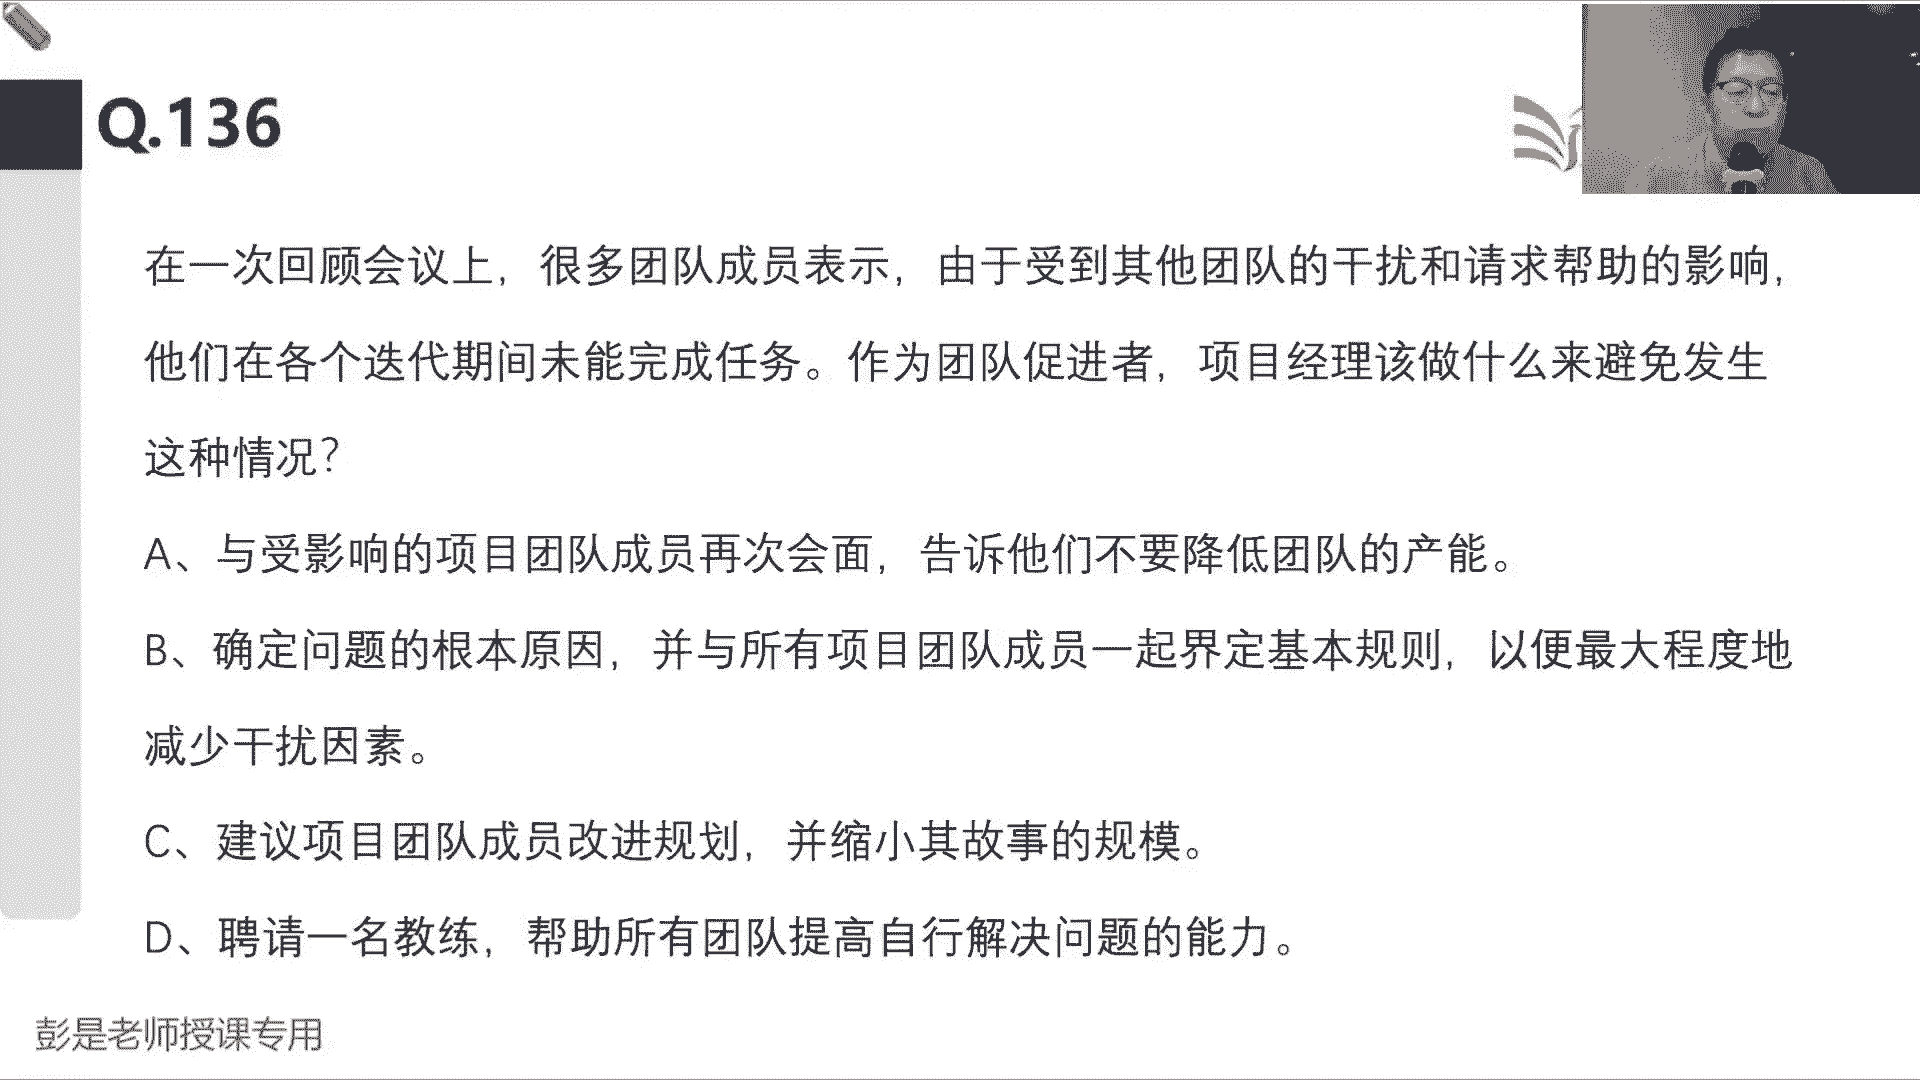 Q.136
在一次回顾会议上，很多团队成员表示，由于受到其他团队的干扰和请求帮助的影响，
他们在各个迭代期间未能完成任务。作为团队促进者，项目经理该做什么来避免发生
这种情况？
A、与受影响的项目团队成员再次会面，告诉他们不要降低团队的产能。
B、确定问题的根本原因，并与所有项目团队成员一起界定基本规则，以便最大程度地
减少干扰因素。
C、建议项目团队成员改进规划，并缩小其故事的规模。
D、聘请一名教练，帮助所有团队提高自行解决问题的能力。
彭是老师授课专用